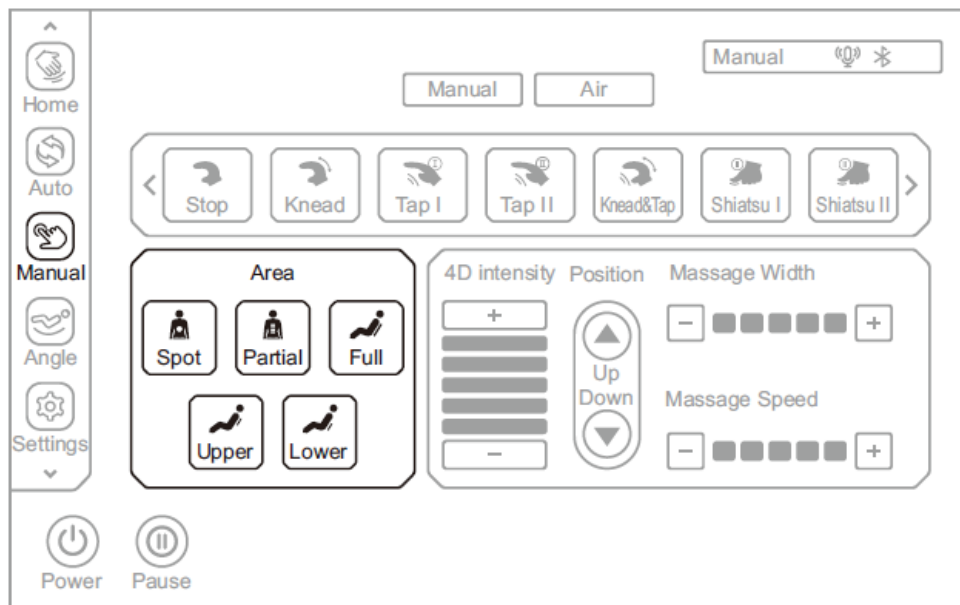 Manual
Manual Air
Home
Auto
Manual
Angle
Settings
Stop Knead Tap I Tap II Knead&Tap Shiatsu I Shiatsu II
Area
Spot Partial Full
Upper Lower
4D intensity Position Massage Width
+
- +
Up
Down
Massage Speed
- +
-
Power Pause